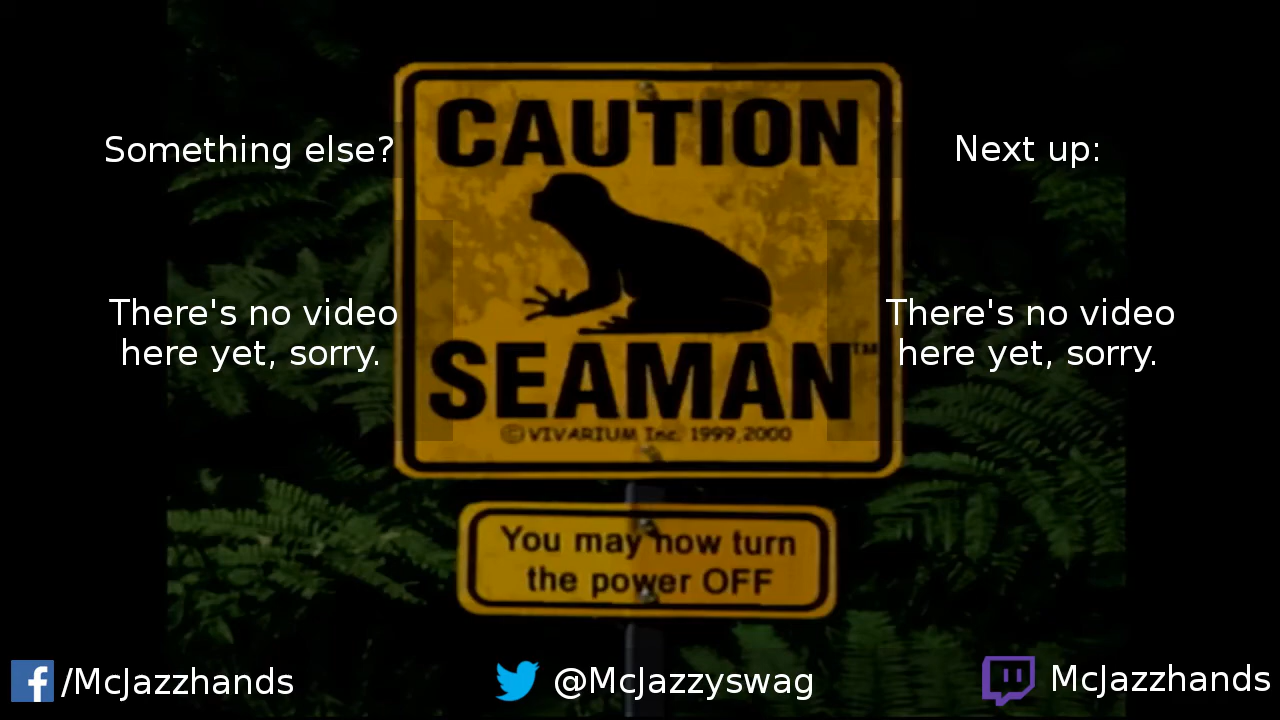 Something else?
CAUTION
Next up:
There's no video
here yet, sorry.
There's no video
here yet, sorry.
SEAMAN™
©VIVARIUM Inc. 1999,2000
You may now turn
the power OFF
/McJazzhands
@McJazzyswag
McJazzhands